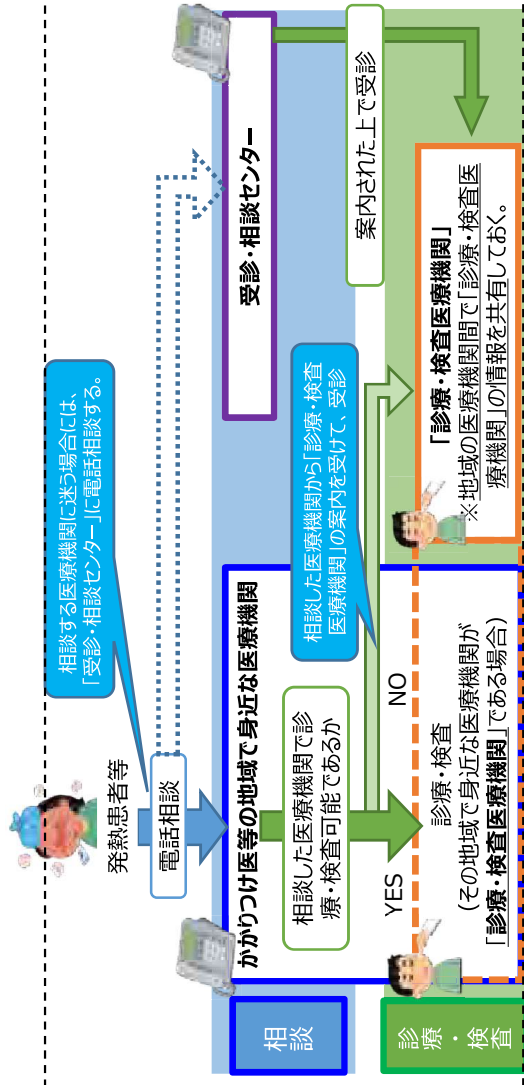 発熱患者等
相談する医療機関に迷う場合には、
「受診・相談センター」に電話相談する。
電話相談
相談
かかりつけ医等の地域で身近な医療機関
受診・相談センター
相談した医療機関で診
療・検査可能であるか
相談した医療機関から「診療・検査
医療機関」の案内を受けて、受診
案内された上で受診
YES
NO
診療・検査
診療・検査
(その地域で身近な医療機関が
「診療・検査医療機関」である場合)
「診療・検査医療機関」
※地域の医療機関間で「診療・検査医
療機関」の情報を共有しておく。